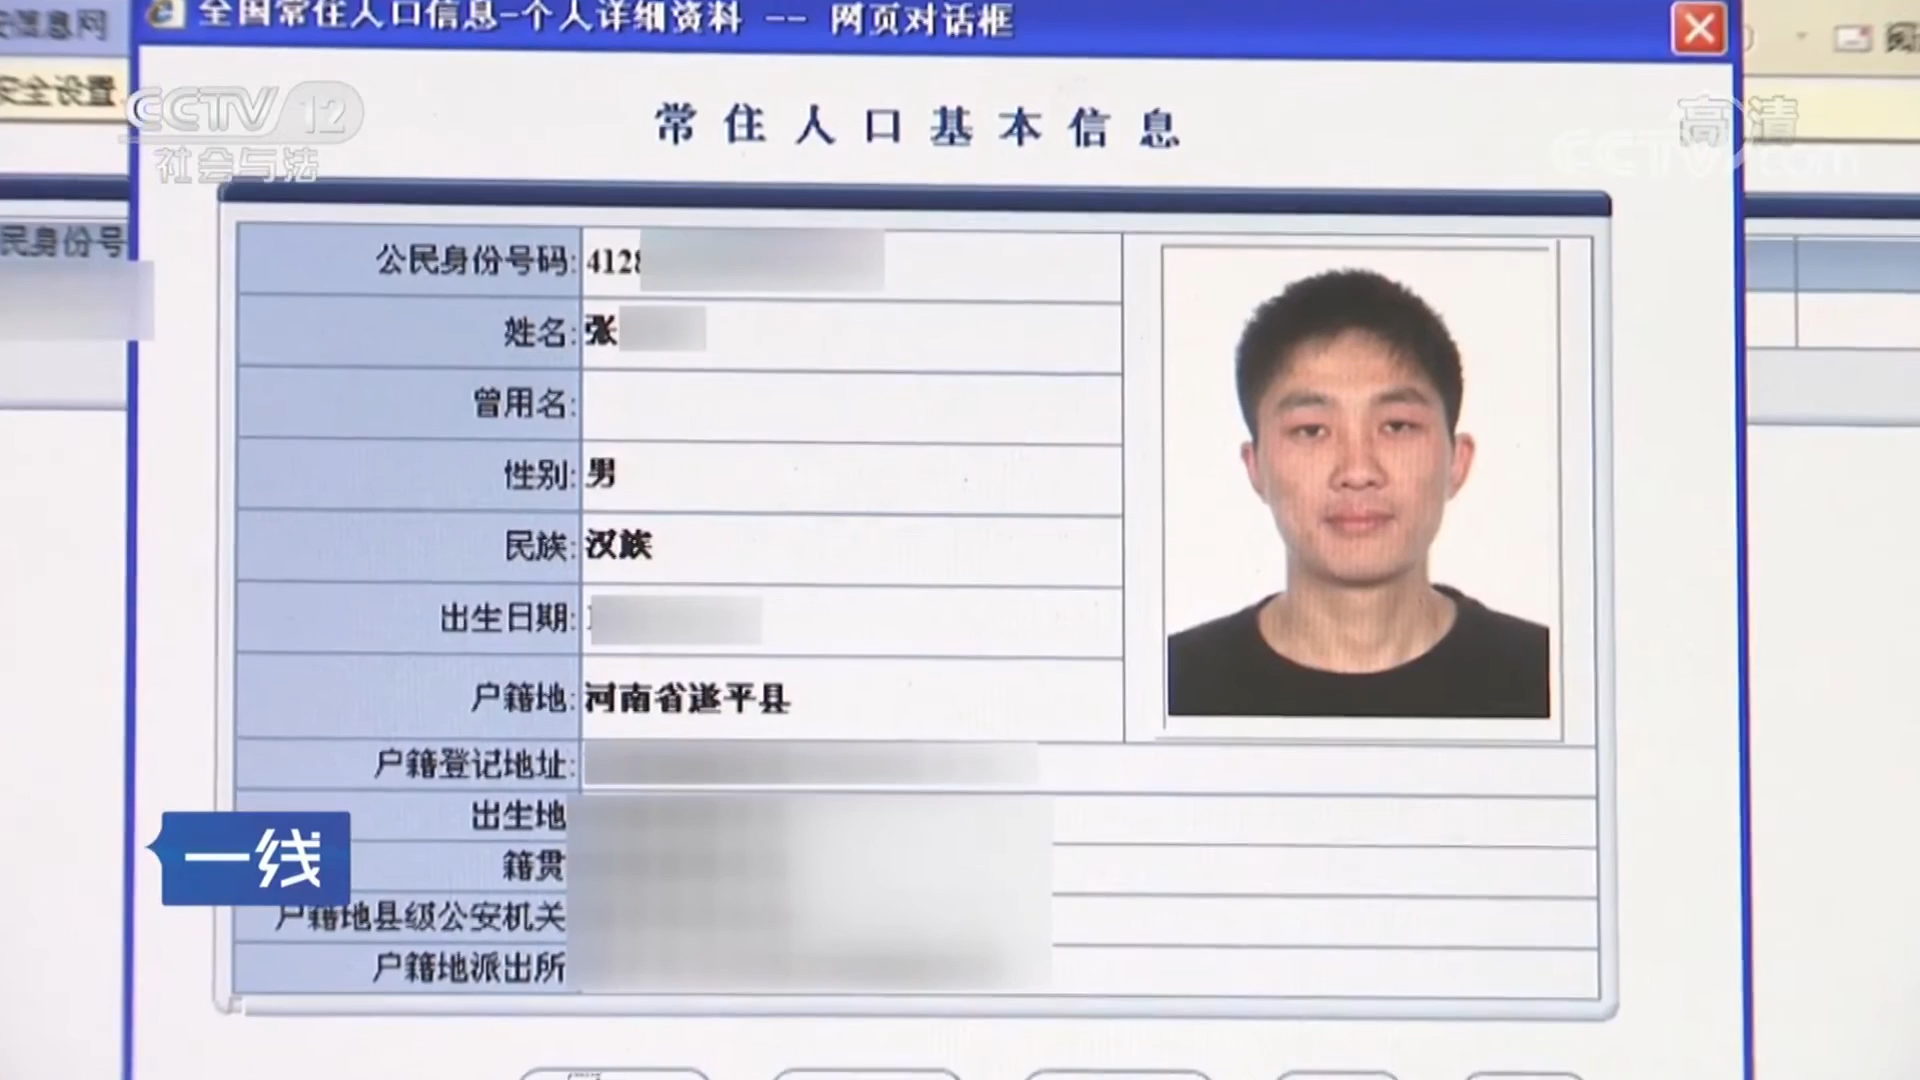 全国常住人口信息-个人详细资料 -- 网页对话框
安全设置
CCTV 12
社会与法
高清
CCTV.com
常住人口基本信息
民身份号
公民身份号码: 412
姓名: 张
曾用名:
性别: 男
民族: 汉族
出生日期:
户籍地: 河南省遂平县
户籍登记地址:
出生地
籍贯
户籍地县级公安机关
户籍地派出所
一线